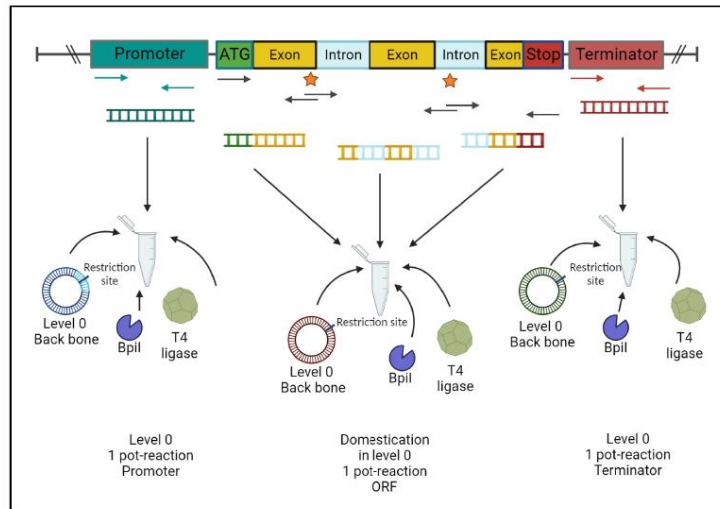 Promoter
ATG
Exon
Intron
Exon
Intron
Exon
Stop
Terminator
Restriction
site
Level 0
Back bone
BpiI
T4
ligase
Restriction site
Level 0
Back bone
BpiI
T4
ligase
Restriction
site
Level 0
Back bone
BpiI
T4
ligase
Level 0
1 pot-reaction
Promoter
Domestication
in level 0
1 pot-reaction
ORF
Level 0
1 pot-reaction
Terminator